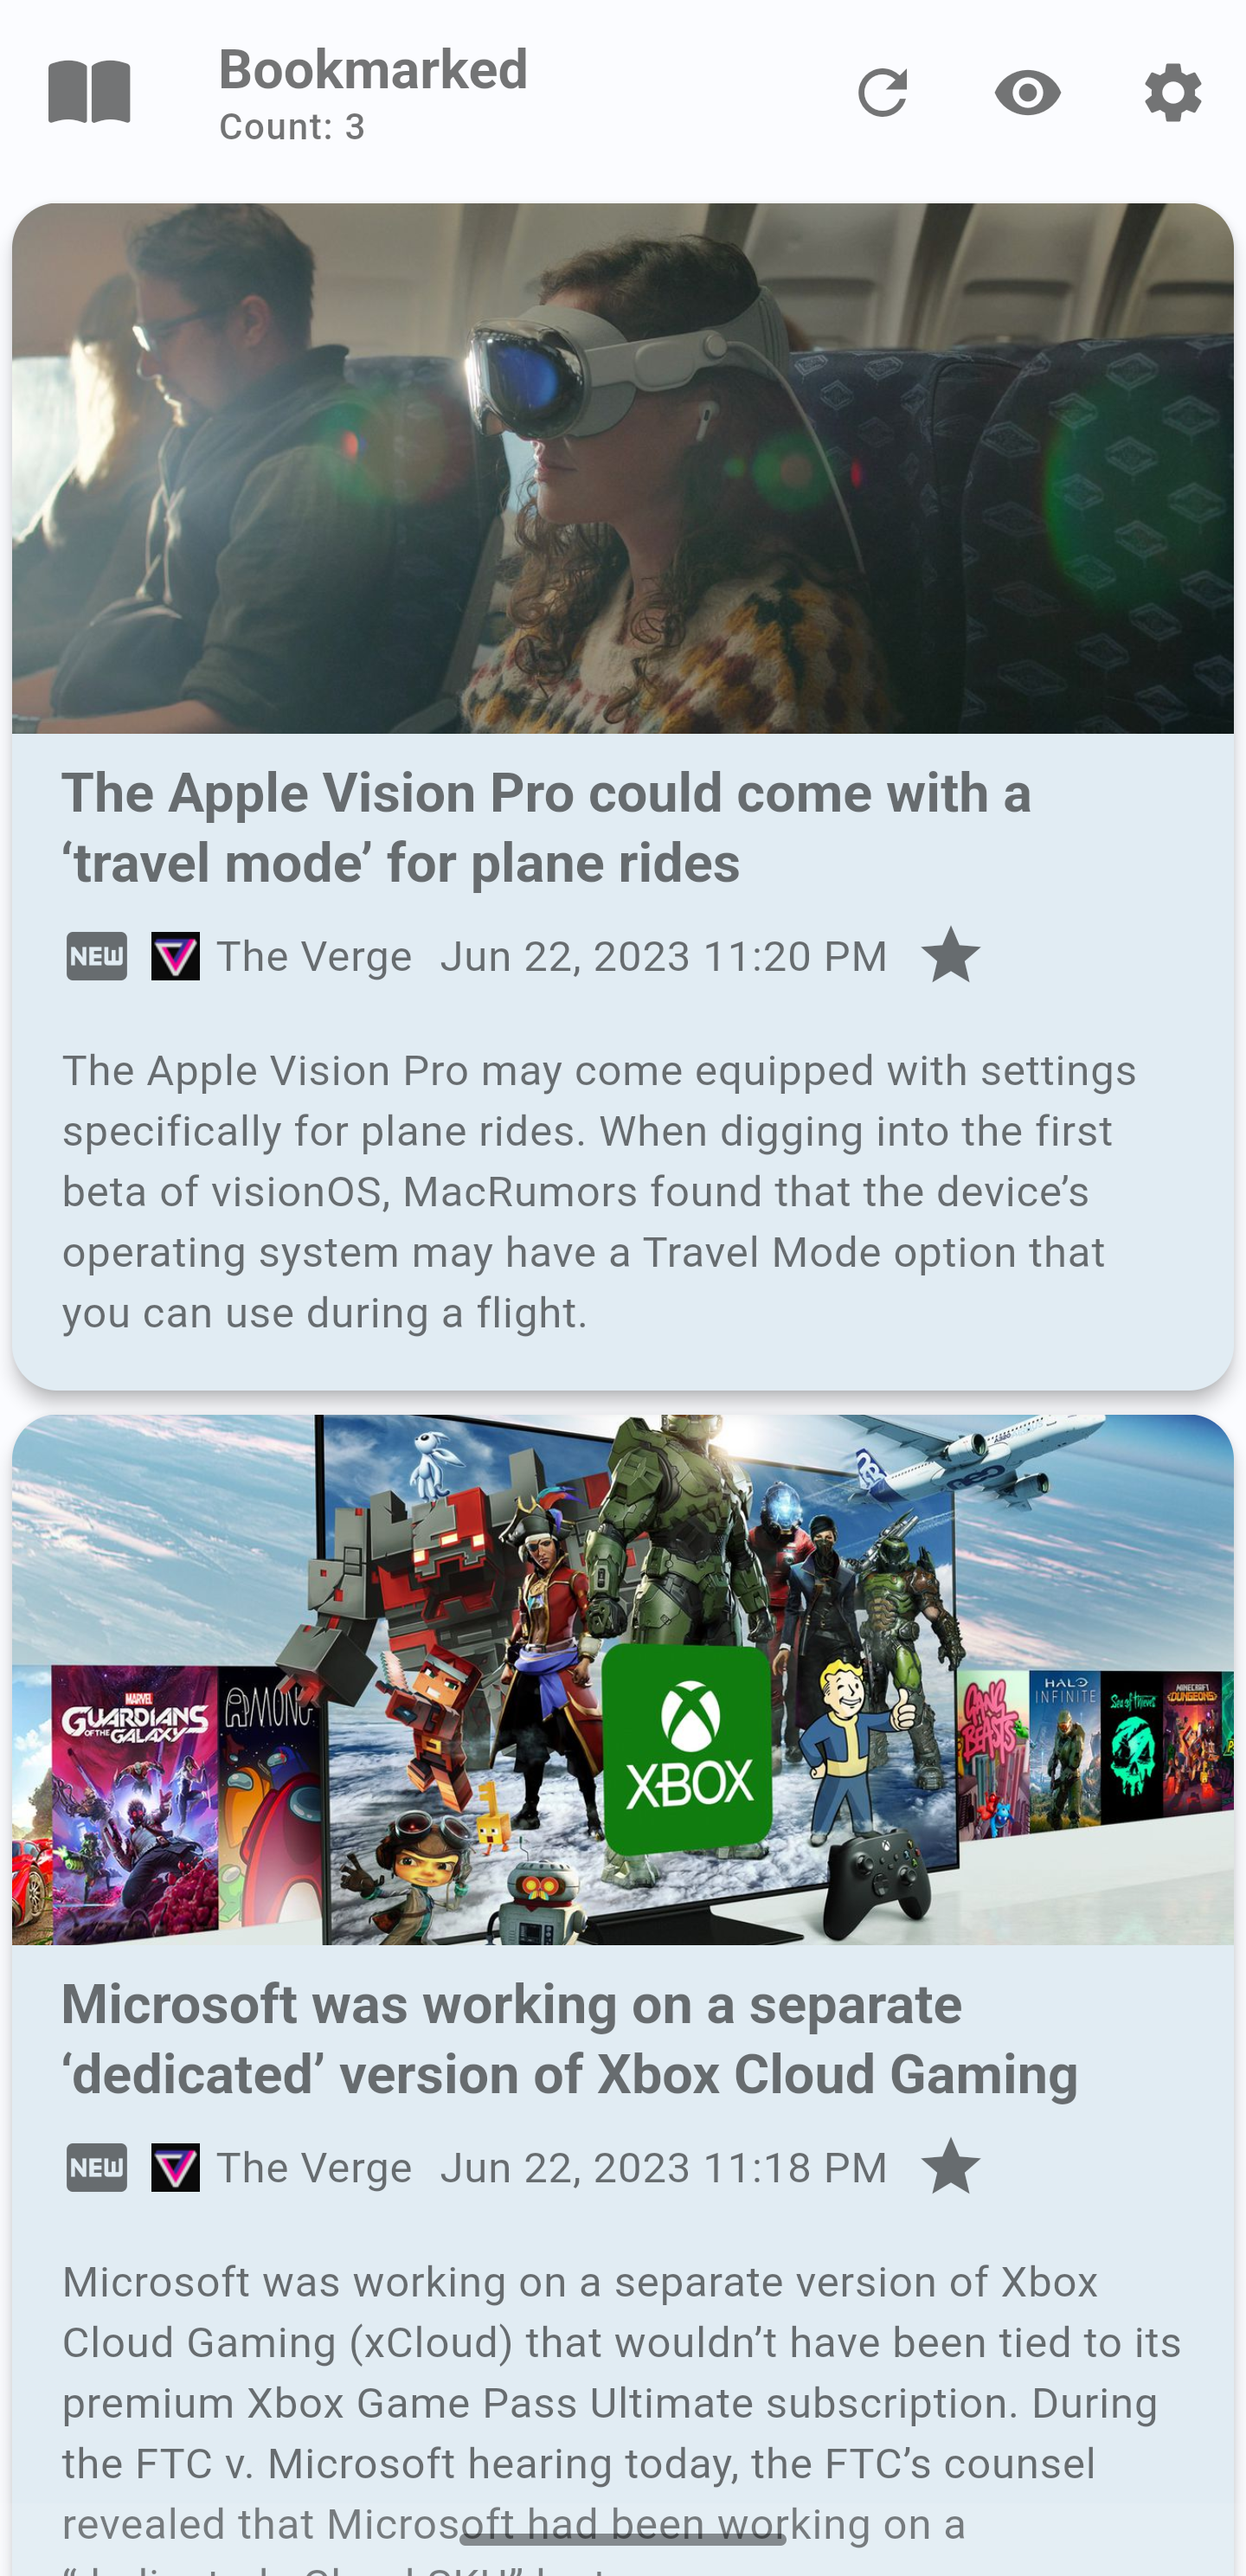 Bookmarked
Count: 3
The Apple Vision Pro could come with a
‘travel mode’ for plane rides
NEW The Verge Jun 22, 2023 11:20 PM
The Apple Vision Pro may come equipped with settings
specifically for plane rides. When digging into the first
beta of visionOS, MacRumors found that the device’s
operating system may have a Travel Mode option that
you can use during a flight.
A350
MARVEL
GUARDIANS
OF THE
GALAXY
AMONG
XBOX
GANG
BEASTS
HALO
INFINITE
Sea of Thieves
MINECRAFT
DUNGEONS
Microsoft was working on a separate
‘dedicated’ version of Xbox Cloud Gaming
NEW The Verge Jun 22, 2023 11:18 PM
Microsoft was working on a separate version of Xbox
Cloud Gaming (xCloud) that wouldn’t have been tied to its
premium Xbox Game Pass Ultimate subscription. During
the FTC v. Microsoft hearing today, the FTC’s counsel
revealed that Microsoft had been working on a